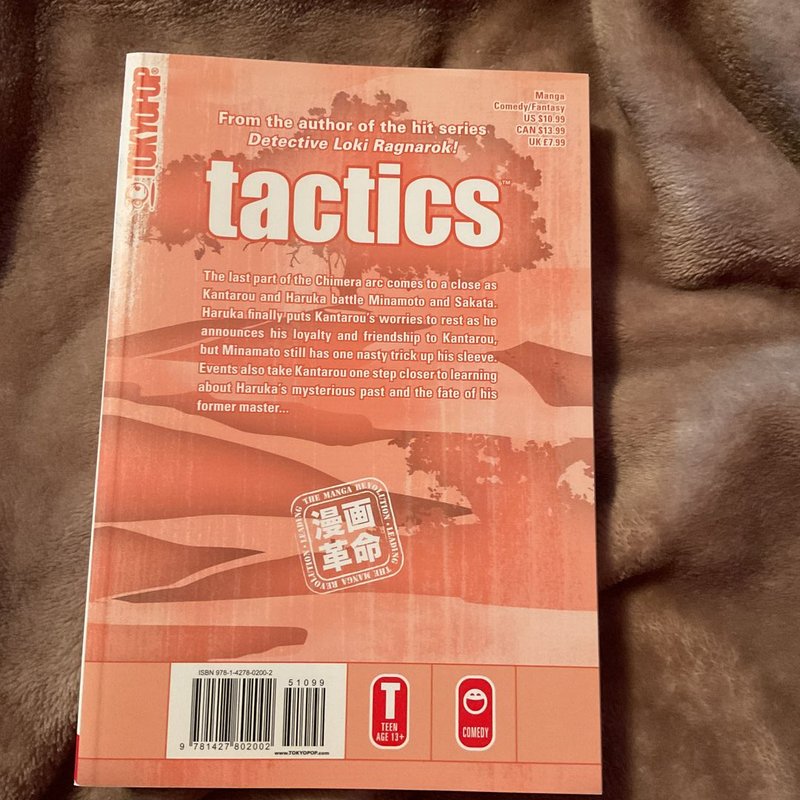 TOKYOPOP
Manga
Comedy/Fantasy
US $10.99
CAN $13.99
UK £7.99
From the author of the hit series
Detective Loki Ragnarok!
tactics™
The last part of the Chimera arc comes to a close as
Kantarou and Haruka battle Minamoto and Sakata.
Haruka finally puts Kantarou's worries to rest as he
announces his loyalty and friendship to Kantarou,
but Minamato still has one nasty trick up his sleeve.
Events also take Kantarou one step closer to learning
about Haruka's mysterious past and the fate of his
former master...
LEADING THE MANGA REVOLUTION · LEADING THE MANGA REVOLUTION ·
漫画
革命
ISBN 978-1-4278-0200-2
51099
9 781427 802002
www.TOKYOPOP.com
T
TEEN
AGE 13+
COMEDY